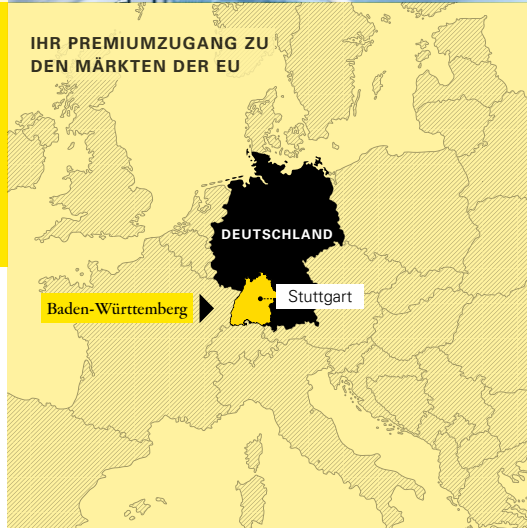 IHR PREMIUMZUGANG ZU
DEN MÄRKTEN DER EU
DEUTSCHLAND
Stuttgart
Baden-Württemberg